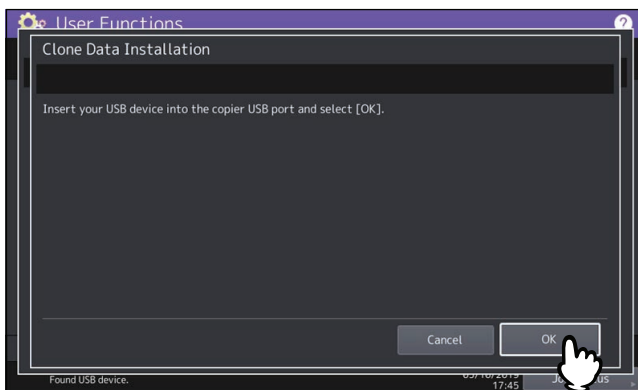 User Functions
?
Clone Data Installation
Insert your USB device into the copier USB port and select [OK].
Cancel
OK
Found USB device.
17:45